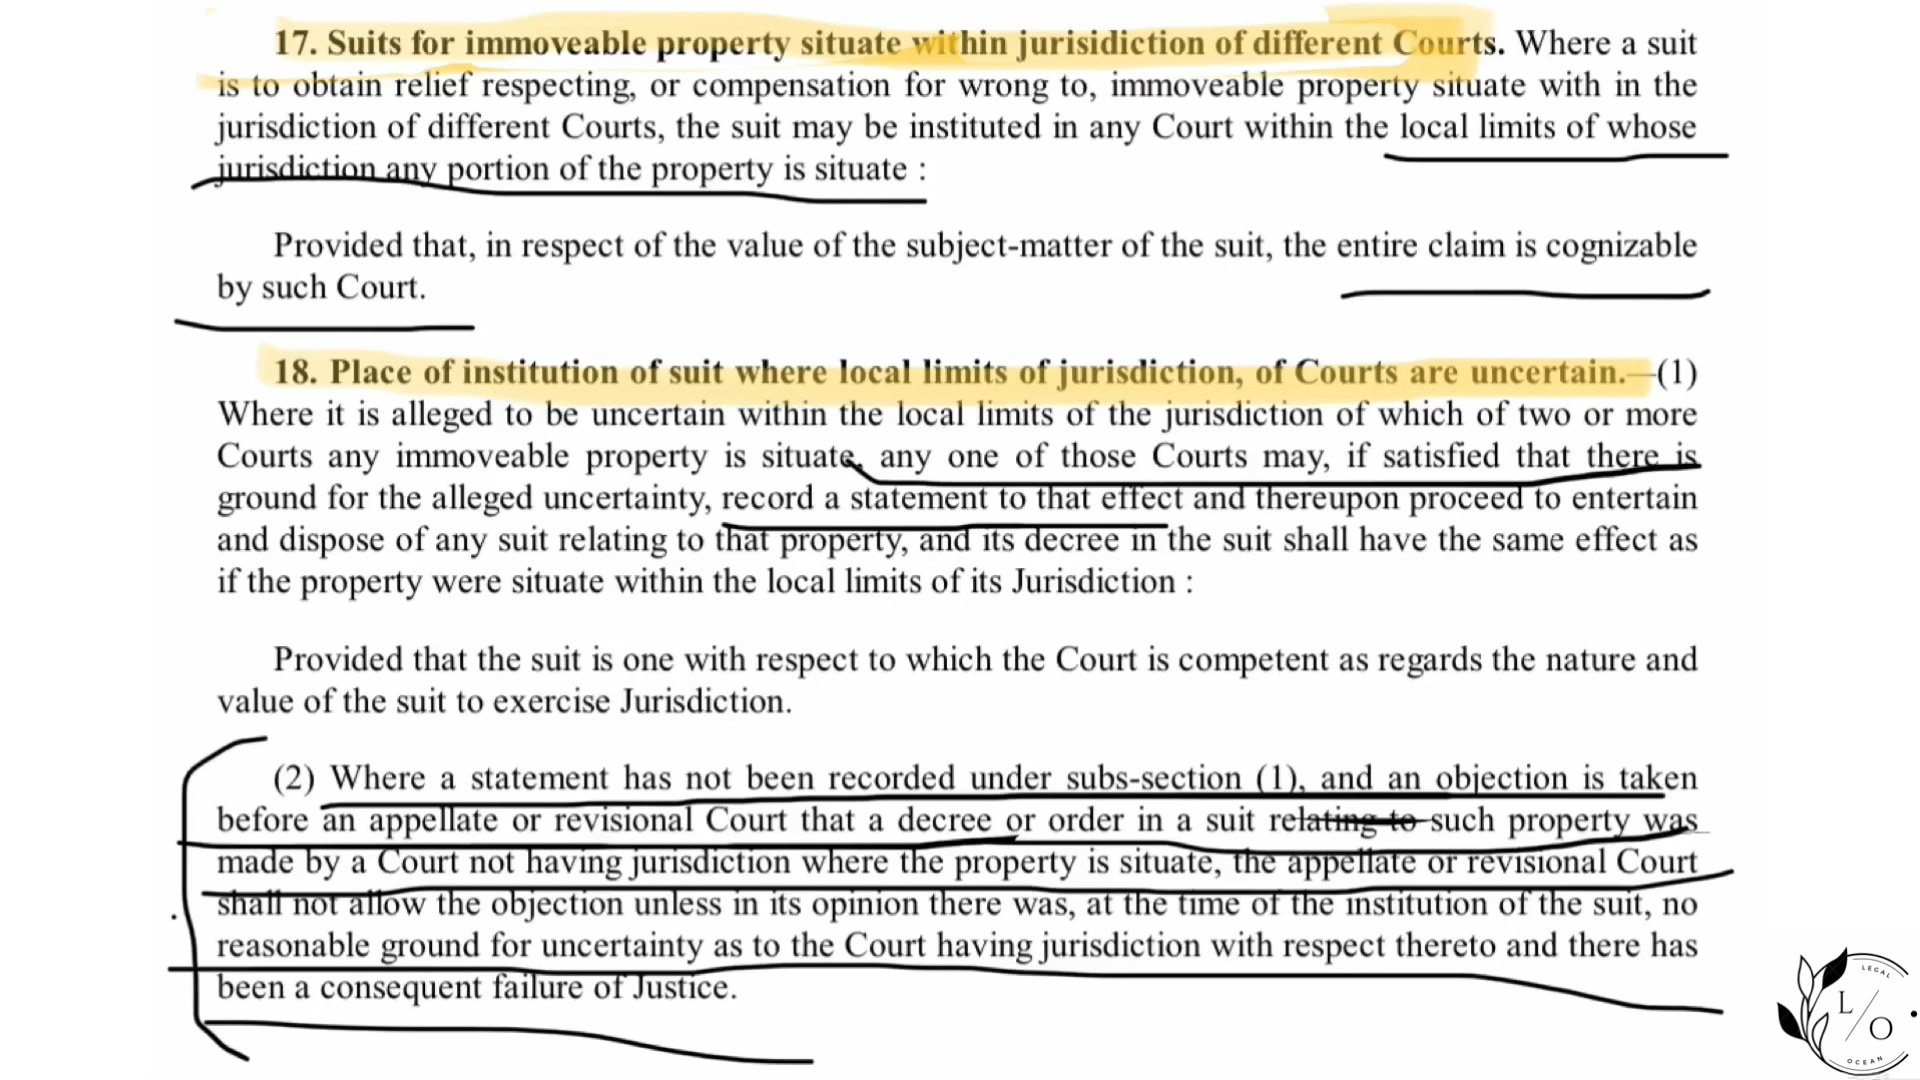 17. Suits for immoveable property situate within jurisidiction of different Courts. Where a suit
is to obtain relief respecting, or compensation for wrong to, immoveable property situate with in the
jurisdiction of different Courts, the suit may be instituted in any Court within the local limits of whose
jurisdiction any portion of the property is situate :
Provided that, in respect of the value of the subject-matter of the suit, the entire claim is cognizable
by such Court.
18. Place of institution of suit where local limits of jurisdiction, of Courts are uncertain.—(1)
Where it is alleged to be uncertain within the local limits of the jurisdiction of which of two or more
Courts any immoveable property is situate, any one of those Courts may, if satisfied that there is
ground for the alleged uncertainty, record a statement to that effect and thereupon proceed to entertain
and dispose of any suit relating to that property, and its decree in the suit shall have the same effect as
if the property were situate within the local limits of its Jurisdiction :
Provided that the suit is one with respect to which the Court is competent as regards the nature and
value of the suit to exercise Jurisdiction.
(2) Where a statement has not been recorded under subs-section (1), and an objection is taken
before an appellate or revisional Court that a decree or order in a suit relating to such property was
made by a Court not having jurisdiction where the property is situate, the appellate or revisional Court
shall not allow the objection unless in its opinion there was, at the time of the institution of the suit, no
reasonable ground for uncertainty as to the Court having jurisdiction with respect thereto and there has
been a consequent failure of Justice.
LEGAL
L/O
OCEAN